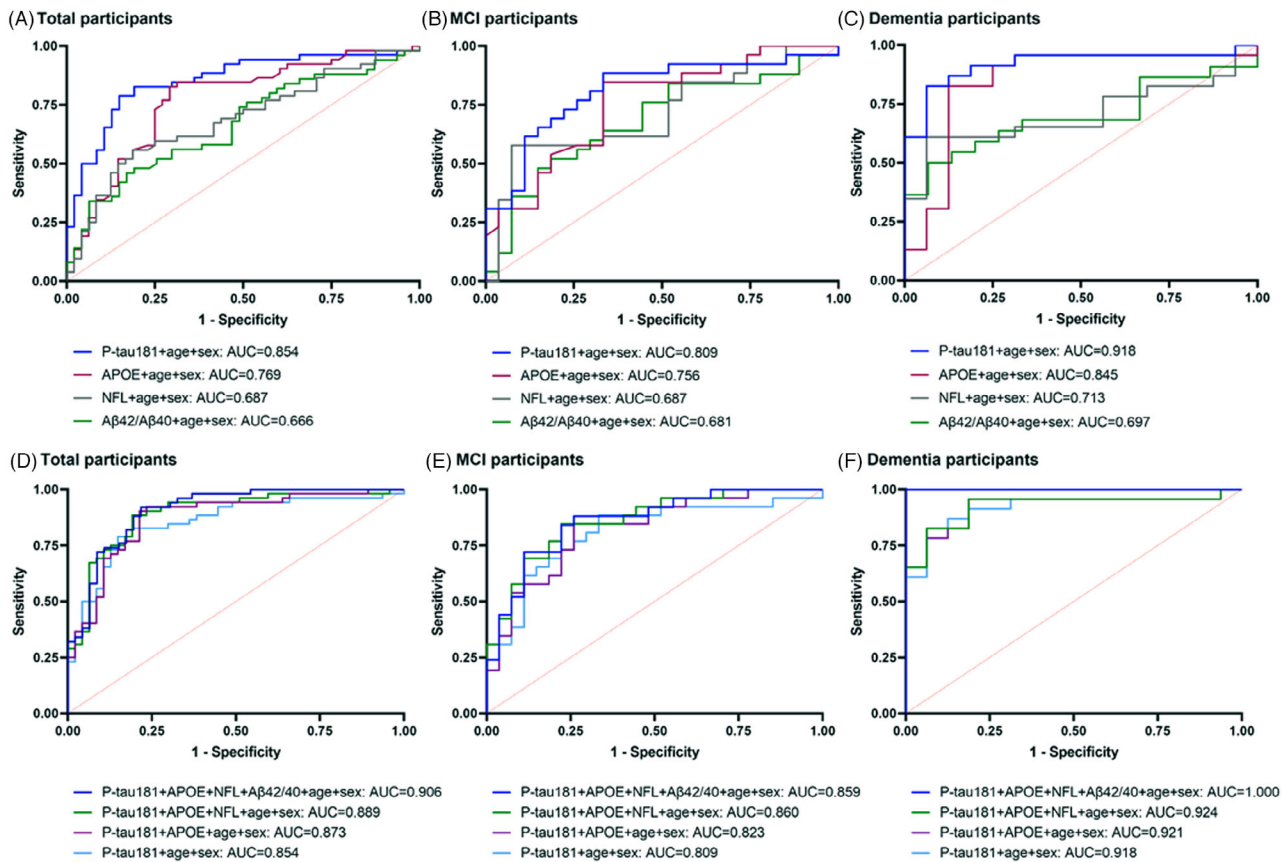 (A) Total participants
1.00
0.75
0.50
0.25
0.00
Sensitivity
0.00 0.25 0.50 0.75 1.00
1 - Specificity
P-tau181+age+sex: AUC=0.854
APOE+age+sex: AUC=0.769
NFL+age+sex: AUC=0.687
Aβ42/Aβ40+age+sex: AUC=0.666
(B) MCI participants
1.00
0.75
0.50
0.25
0.00
Sensitivity
0.00 0.25 0.50 0.75 1.00
1 - Specificity
P-tau181+age+sex: AUC=0.809
APOE+age+sex: AUC=0.756
NFL+age+sex: AUC=0.687
Aβ42/Aβ40+age+sex: AUC=0.681
(C) Dementia participants
1.00
0.75
0.50
0.25
0.00
Sensitivity
0.00 0.25 0.50 0.75 1.00
1 - Specificity
P-tau181+age+sex: AUC=0.918
APOE+age+sex: AUC=0.845
NFL+age+sex: AUC=0.713
Aβ42/Aβ40+age+sex: AUC=0.697
(D) Total participants
1.00
0.75
0.50
0.25
0.00
Sensitivity
0.00 0.25 0.50 0.75 1.00
1 - Specificity
P-tau181+APOE+NFL+Aβ42/40+age+sex: AUC=0.906
P-tau181+APOE+NFL+age+sex: AUC=0.889
P-tau181+APOE+age+sex: AUC=0.873
P-tau181+age+sex: AUC=0.854
(E) MCI participants
1.00
0.75
0.50
0.25
0.00
Sensitivity
0.00 0.25 0.50 0.75 1.00
1 - Specificity
P-tau181+APOE+NFL+Aβ42/40+age+sex: AUC=0.859
P-tau181+APOE+NFL+age+sex: AUC=0.860
P-tau181+APOE+age+sex: AUC=0.823
P-tau181+age+sex: AUC=0.809
(F) Dementia participants
1.00
0.75
0.50
0.25
0.00
Sensitivity
0.00 0.25 0.50 0.75 1.00
1 - Specificity
P-tau181+APOE+NFL+Aβ42/40+age+sex: AUC=1.000
P-tau181+APOE+NFL+age+sex: AUC=0.924
P-tau181+APOE+age+sex: AUC=0.921
P-tau181+age+sex: AUC=0.918